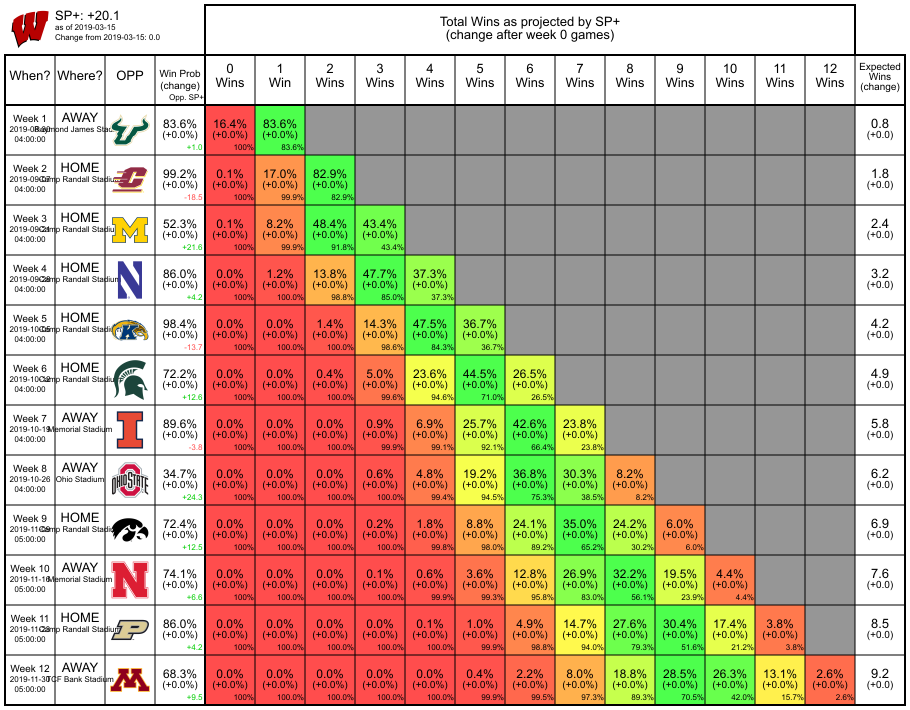 SP+: +20.1
as of 2019-03-15
Change from 2019-03-15: 0.0
Total Wins as projected by SP+
(change after week 0 games)
When? Where? OPP Win Prob (change) Opp. SP+ 0 Wins 1 Win 2 Wins 3 Wins 4 Wins 5 Wins 6 Wins 7 Wins 8 Wins 9 Wins 10 Wins 11 Wins 12 Wins Expected Wins (change)
Week 1 AWAY 83.6% 16.4% 83.6% 0.8
(+0.0%) (+0.0%) (+0.0%) (+0.0)
04:00:00 +1.0 100% 83.6%
Week 2 HOME C 99.2% 0.1% 17.0% 82.9% 1.8
(+0.0%) (+0.0%) (+0.0%) (+0.0%) (+0.0)
04:00:00 -18.5 100% 99.9% 82.9%
Week 3 HOME M 52.3% 0.1% 8.2% 48.4% 43.4% 2.4
(+0.0%) (+0.0%) (+0.0%) (+0.0%) (+0.0%) (+0.0)
04:00:00 +21.6 100% 99.9% 91.8% 43.4%
Week 4 HOME N 86.0% 0.0% 1.2% 13.8% 47.7% 37.3% 3.2
(+0.0%) (+0.0%) (+0.0%) (+0.0%) (+0.0%) (+0.0%) (+0.0)
04:00:00 +4.2 100% 100.0% 98.8% 85.0% 37.3%
Week 5 HOME K 98.4% 0.0% 0.0% 1.4% 14.3% 47.5% 36.7% 4.2
(+0.0%) (+0.0%) (+0.0%) (+0.0%) (+0.0%) (+0.0%) (+0.0%) (+0.0)
04:00:00 -13.7 100% 100.0% 100.0% 98.6% 84.3% 36.7%
Week 6 HOME 72.2% 0.0% 0.0% 0.4% 5.0% 23.6% 44.5% 26.5% 4.9
(+0.0%) (+0.0%) (+0.0%) (+0.0%) (+0.0%) (+0.0%) (+0.0%) (+0.0%) (+0.0)
04:00:00 +12.6 100% 100.0% 100.0% 99.6% 94.6% 71.0% 26.5%
Week 7 AWAY I 89.6% 0.0% 0.0% 0.0% 0.9% 6.9% 25.7% 42.6% 23.8% 5.8
Memorial Stadium (+0.0%) (+0.0%) (+0.0%) (+0.0%) (+0.0%) (+0.0%) (+0.0%) (+0.0%) (+0.0%) (+0.0)
04:00:00 -3.8 100% 100.0% 100.0% 99.9% 99.1% 92.1% 66.4% 23.8%
Week 8 AWAY OHIO STATE 34.7% 0.0% 0.0% 0.0% 0.6% 4.8% 19.2% 36.8% 30.3% 8.2% 6.2
2019-10-26 Ohio Stadium (+0.0%) (+0.0%) (+0.0%) (+0.0%) (+0.0%) (+0.0%) (+0.0%) (+0.0%) (+0.0%) (+0.0%) (+0.0)
04:00:00 +24.3 100% 100.0% 100.0% 100.0% 99.4% 94.5% 75.3% 38.5% 8.2%
Week 9 HOME 72.4% 0.0% 0.0% 0.0% 0.2% 1.8% 8.8% 24.1% 35.0% 24.2% 6.0% 6.9
(+0.0%) (+0.0%) (+0.0%) (+0.0%) (+0.0%) (+0.0%) (+0.0%) (+0.0%) (+0.0%) (+0.0%) (+0.0%) (+0.0)
05:00:00 +12.5 100% 100.0% 100.0% 100.0% 99.8% 98.0% 89.2% 65.2% 30.2% 6.0%
Week 10 AWAY N 74.1% 0.0% 0.0% 0.0% 0.1% 0.6% 3.6% 12.8% 26.9% 32.2% 19.5% 4.4% 7.6
Memorial Stadium (+0.0%) (+0.0%) (+0.0%) (+0.0%) (+0.0%) (+0.0%) (+0.0%) (+0.0%) (+0.0%) (+0.0%) (+0.0%) (+0.0%) (+0.0)
05:00:00 +6.6 100% 100.0% 100.0% 100.0% 99.9% 99.3% 95.8% 83.0% 56.1% 23.9% 4.4%
Week 11 HOME P 86.0% 0.0% 0.0% 0.0% 0.0% 0.1% 1.0% 4.9% 14.7% 27.6% 30.4% 17.4% 3.8% 8.5
(+0.0%) (+0.0%) (+0.0%) (+0.0%) (+0.0%) (+0.0%) (+0.0%) (+0.0%) (+0.0%) (+0.0%) (+0.0%) (+0.0%) (+0.0%) (+0.0)
05:00:00 +4.2 100% 100.0% 100.0% 100.0% 100.0% 99.9% 98.8% 94.0% 79.3% 51.6% 21.2% 3.8%
Week 12 AWAY M 68.3% 0.0% 0.0% 0.0% 0.0% 0.0% 0.4% 2.2% 8.0% 18.8% 28.5% 26.3% 13.1% 2.6% 9.2
TCF Bank Stadium (+0.0%) (+0.0%) (+0.0%) (+0.0%) (+0.0%) (+0.0%) (+0.0%) (+0.0%) (+0.0%) (+0.0%) (+0.0%) (+0.0%) (+0.0%) (+0.0%) (+0.0)
05:00:00 +9.5 100% 100.0% 100.0% 100.0% 100.0% 99.9% 99.5% 97.3% 89.3% 70.5% 42.0% 15.7% 2.6%